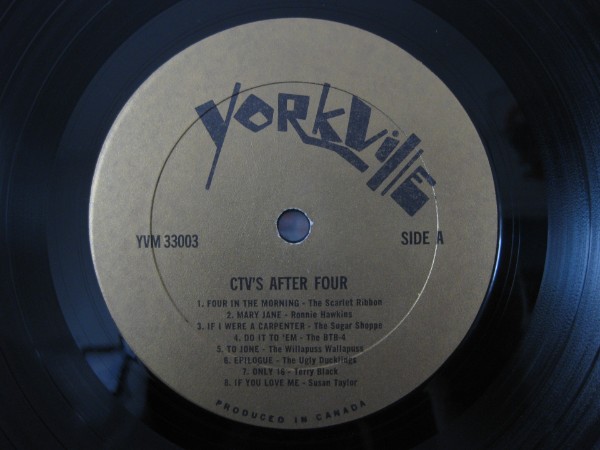 YORKVILLE
YVM 33003
SIDE A
CTV'S AFTER FOUR
1. FOUR IN THE MORNING - The Scarlet Ribbon
2. MARY JANE - Ronnie Hawkins
3. IF I WERE A CARPENTER - The Sugar Shoppe
4. DO IT TO 'EM - The BTB-4
5. TO JONE - The Willapuss Wallapuss
6. EPILOGUE - The Ugly Ducklings
7. ONLY 16 - Terry Black
8. IF YOU LOVE ME - Susan Taylor
PRODUCED IN CANADA